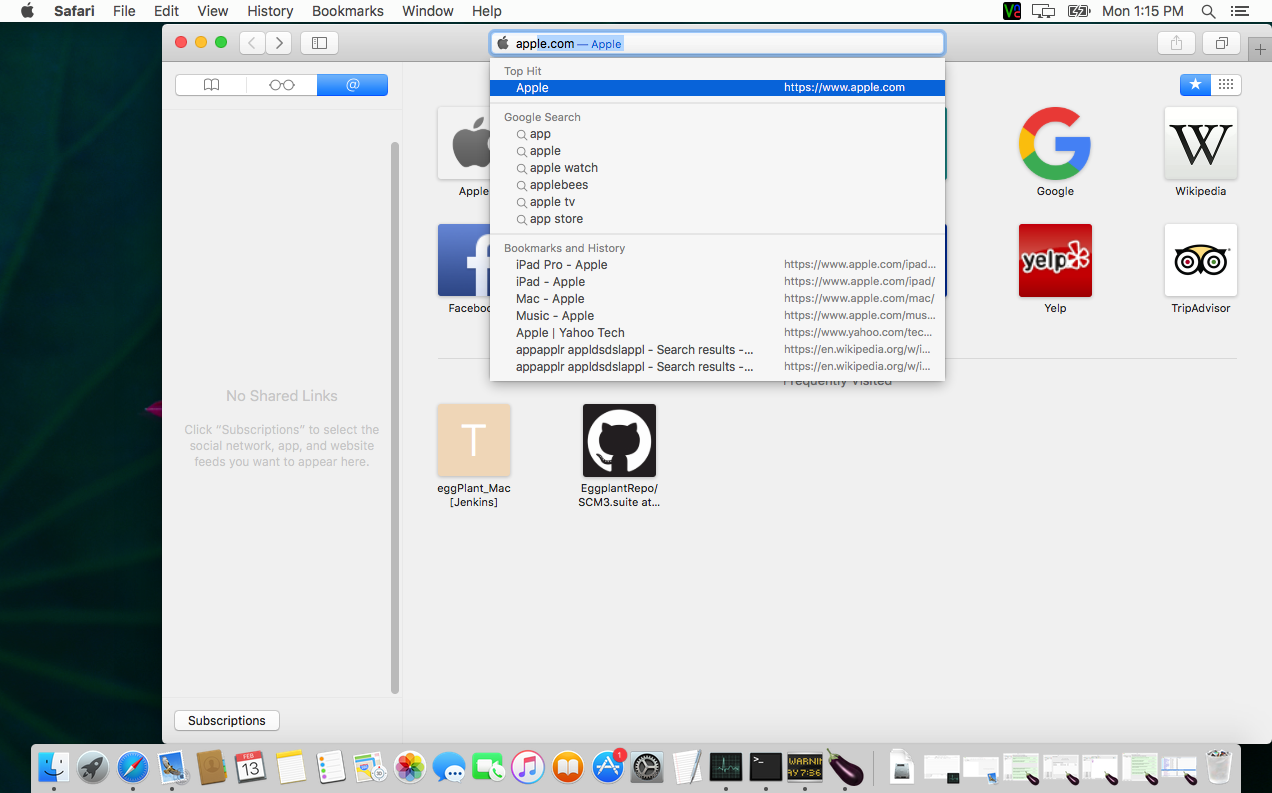 Safari File Edit View History Bookmarks Window Help Mon 1:15 PM
apple.com — Apple
Top Hit
Apple https://www.apple.com
Google Search
app
apple
apple watch
applebees
apple tv
app store
Bookmarks and History
iPad Pro - Apple https://www.apple.com/ipad...
iPad - Apple https://www.apple.com/ipad/
Mac - Apple https://www.apple.com/mac/
Music - Apple https://www.apple.com/mus...
Apple | Yahoo Tech https://www.yahoo.com/tec...
appapplr appldsdslappl - Search results -... https://en.wikipedia.org/w/i...
appapplr appldsdslappl - Search results -... https://en.wikipedia.org/w/i...
Apple
Google
W
Wikipedia
Faceboo
yelp
Yelp
TripAdvisor
Frequently Visited
No Shared Links
Click “Subscriptions” to select the
social network, app, and website
feeds you want to appear here.
T
eggPlant_Mac
[Jenkins]
EggplantRepo/
SCM3.suite at...
Subscriptions
FEB
13
1
WARNIN
AY 7:36